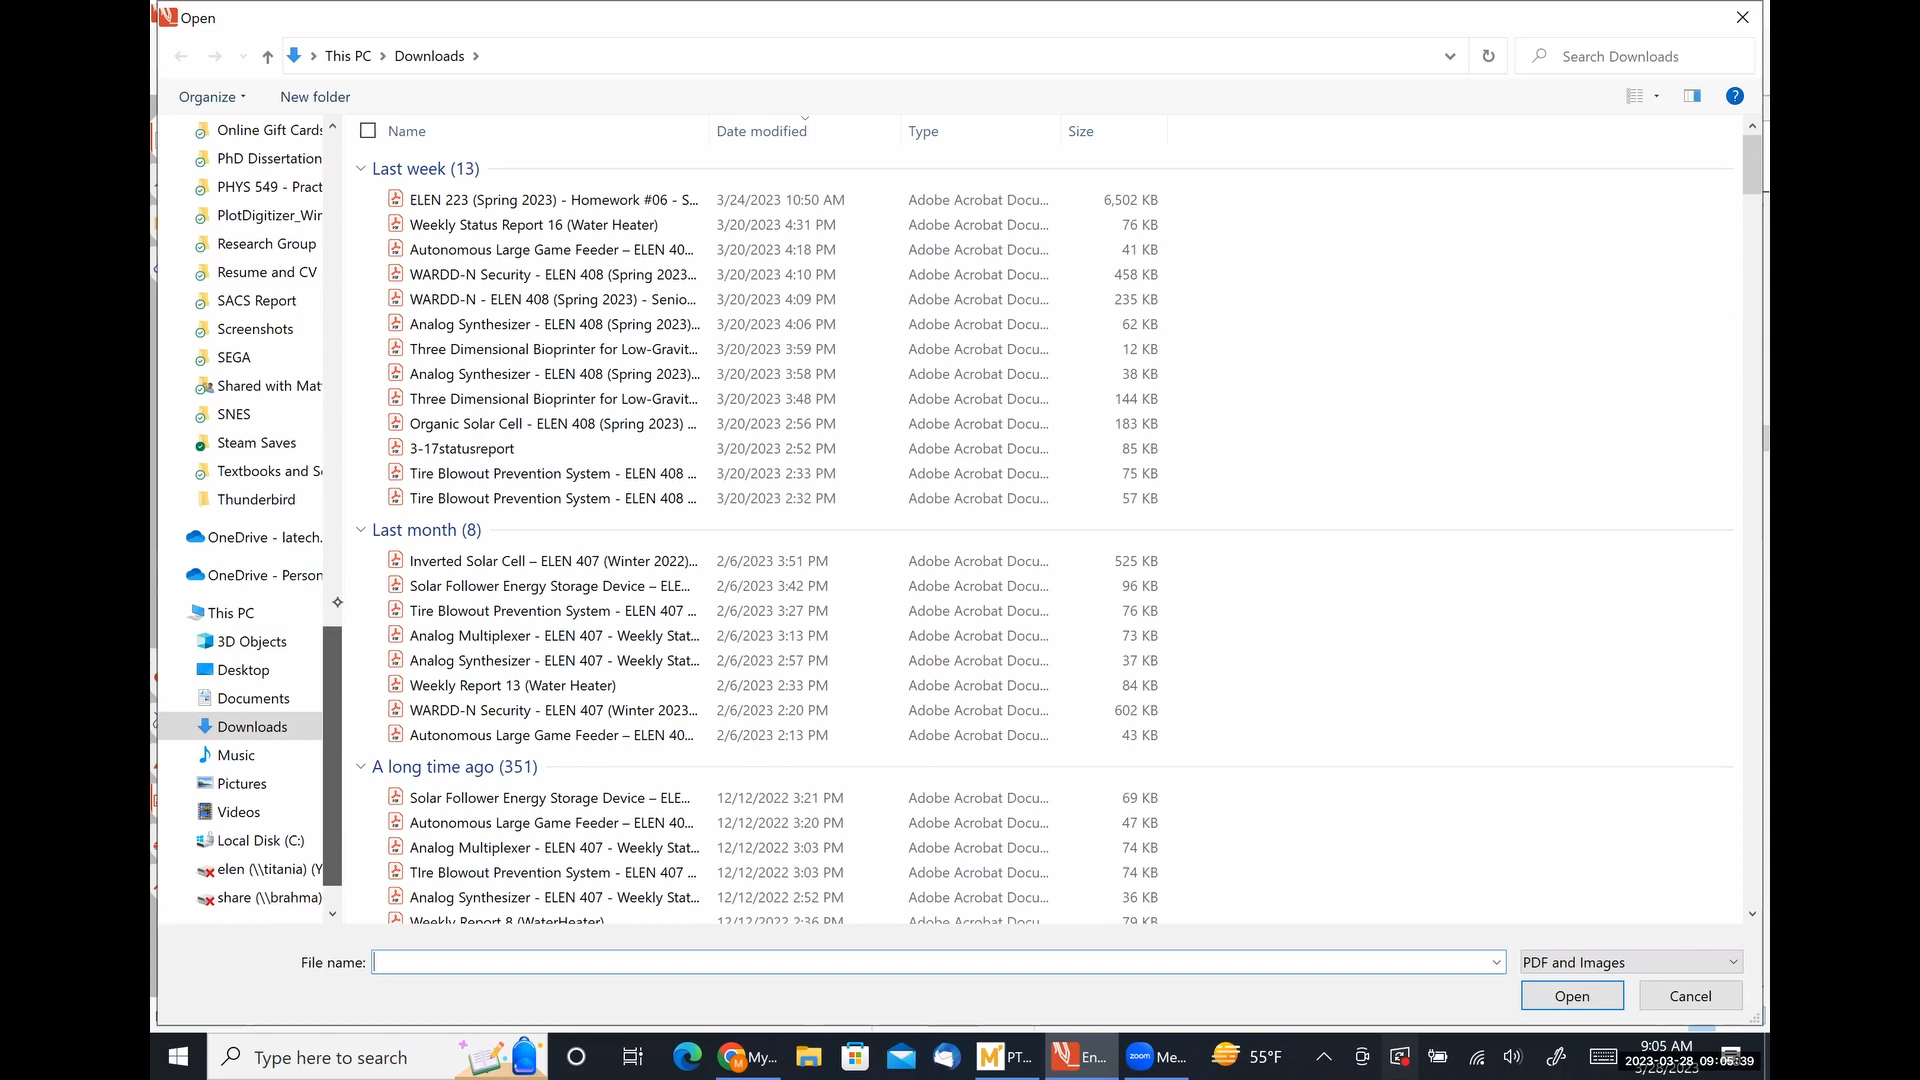 Open
This PC
Downloads
Search Downloads
Organize
New folder
?
Online Gift Cards
PhD Dissertation
PHYS 549 - Pract
PlotDigitizer_Wir
Research Group
Resume and CV
SACS Report
Screenshots
SEGA
Shared with Mat
SNES
Steam Saves
Textbooks and So
Thunderbird
OneDrive - latech.
OneDrive - Person
This PC
3D Objects
Desktop
Documents
Downloads
Music
Pictures
Videos
Local Disk (C:)
elen (\\titania) (Y
share (\\brahma)
Name Date modified Type Size
Last week (13)
ELEN 223 (Spring 2023) - Homework #06 - S... 3/24/2023 10:50 AM Adobe Acrobat Docu... 6,502 KB
Weekly Status Report 16 (Water Heater) 3/20/2023 4:31 PM Adobe Acrobat Docu... 76 KB
Autonomous Large Game Feeder – ELEN 40... 3/20/2023 4:18 PM Adobe Acrobat Docu... 41 KB
WARDD-N Security - ELEN 408 (Spring 2023... 3/20/2023 4:10 PM Adobe Acrobat Docu... 458 KB
WARDD-N - ELEN 408 (Spring 2023) - Senio... 3/20/2023 4:09 PM Adobe Acrobat Docu... 235 KB
Analog Synthesizer - ELEN 408 (Spring 2023)... 3/20/2023 4:06 PM Adobe Acrobat Docu... 62 KB
Three Dimensional Bioprinter for Low-Gravit... 3/20/2023 3:59 PM Adobe Acrobat Docu... 12 KB
Analog Synthesizer - ELEN 408 (Spring 2023)... 3/20/2023 3:58 PM Adobe Acrobat Docu... 38 KB
Three Dimensional Bioprinter for Low-Gravit... 3/20/2023 3:48 PM Adobe Acrobat Docu... 144 KB
Organic Solar Cell - ELEN 408 (Spring 2023) ... 3/20/2023 2:56 PM Adobe Acrobat Docu... 183 KB
3-17statusreport 3/20/2023 2:52 PM Adobe Acrobat Docu... 85 KB
Tire Blowout Prevention System - ELEN 408 ... 3/20/2023 2:33 PM Adobe Acrobat Docu... 75 KB
Tire Blowout Prevention System - ELEN 408 ... 3/20/2023 2:32 PM Adobe Acrobat Docu... 57 KB
Last month (8)
Inverted Solar Cell – ELEN 407 (Winter 2022)... 2/6/2023 3:51 PM Adobe Acrobat Docu... 525 KB
Solar Follower Energy Storage Device – ELE... 2/6/2023 3:42 PM Adobe Acrobat Docu... 96 KB
Tire Blowout Prevention System - ELEN 407 ... 2/6/2023 3:27 PM Adobe Acrobat Docu... 76 KB
Analog Multiplexer - ELEN 407 - Weekly Stat... 2/6/2023 3:13 PM Adobe Acrobat Docu... 73 KB
Analog Synthesizer - ELEN 407 - Weekly Stat... 2/6/2023 2:57 PM Adobe Acrobat Docu... 37 KB
Weekly Report 13 (Water Heater) 2/6/2023 2:33 PM Adobe Acrobat Docu... 84 KB
WARDD-N Security - ELEN 407 (Winter 2023... 2/6/2023 2:20 PM Adobe Acrobat Docu... 602 KB
Autonomous Large Game Feeder – ELEN 40... 2/6/2023 2:13 PM Adobe Acrobat Docu... 43 KB
A long time ago (351)
Solar Follower Energy Storage Device – ELE... 12/12/2022 3:21 PM Adobe Acrobat Docu... 69 KB
Autonomous Large Game Feeder – ELEN 40... 12/12/2022 3:20 PM Adobe Acrobat Docu... 47 KB
Analog Multiplexer - ELEN 407 - Weekly Stat... 12/12/2022 3:03 PM Adobe Acrobat Docu... 74 KB
TIre Blowout Prevention System - ELEN 407 ... 12/12/2022 3:03 PM Adobe Acrobat Docu... 74 KB
Analog Synthesizer - ELEN 407 - Weekly Stat... 12/12/2022 2:52 PM Adobe Acrobat Docu... 36 KB
Weekly Report 8 (WaterHeater) 12/12/2022 2:36 PM Adobe Acrobat Docu... 79 KB
File name:
PDF and Images
Open
Cancel
Type here to search
My...
PT...
En...
zoom
Me...
55°F
9:05 AM
3/28/2023
2023-03-28 09:05:39